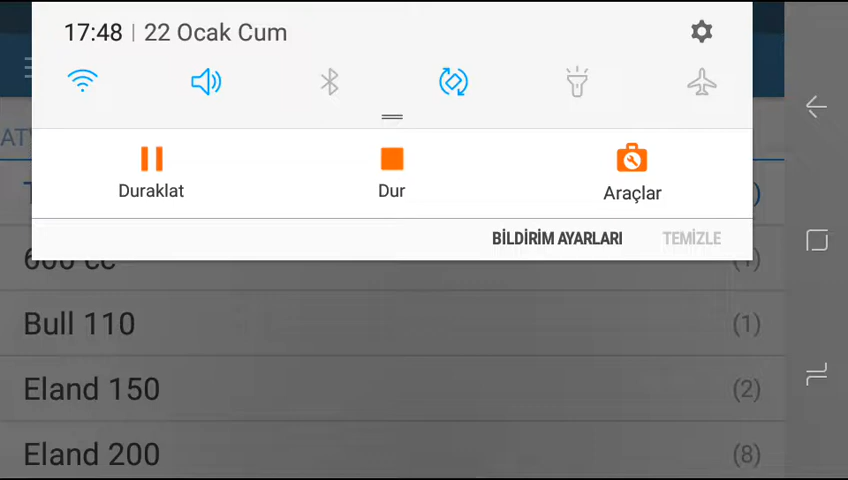 17:48 | 22 Ocak Cum
AT
Duraklat
Dur
Araçlar
BİLDİRİM AYARLARI
TEMİZLE
600 cc (1)
Bull 110 (1)
Eland 150 (2)
Eland 200 (8)